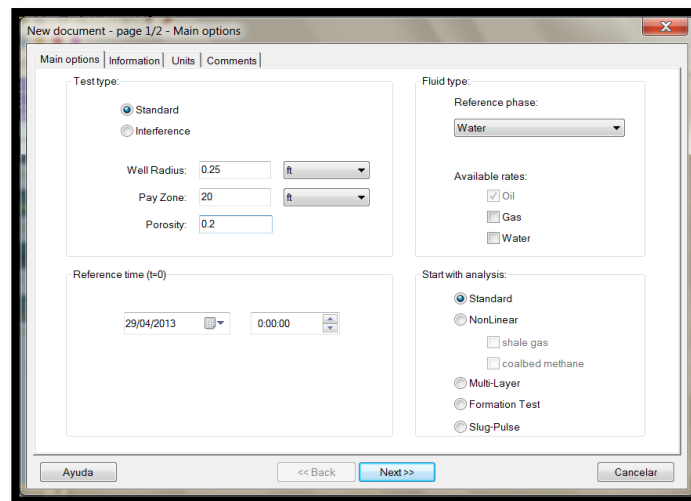 New document - page 1/2 - Main options
Main options Information Units Comments
Test type:
Standard
Interference
Well Radius: 0.25 ft
Pay Zone: 20 ft
Porosity: 0.2
Fluid type:
Reference phase:
Water
Available rates:
Oil
Gas
Water
Reference time (t=0)
29/04/2013 0:00:00
Start with analysis:
Standard
NonLinear
shale gas
coalbed methane
Multi-Layer
Formation Test
Slug-Pulse
Ayuda << Back Next >> Cancelar